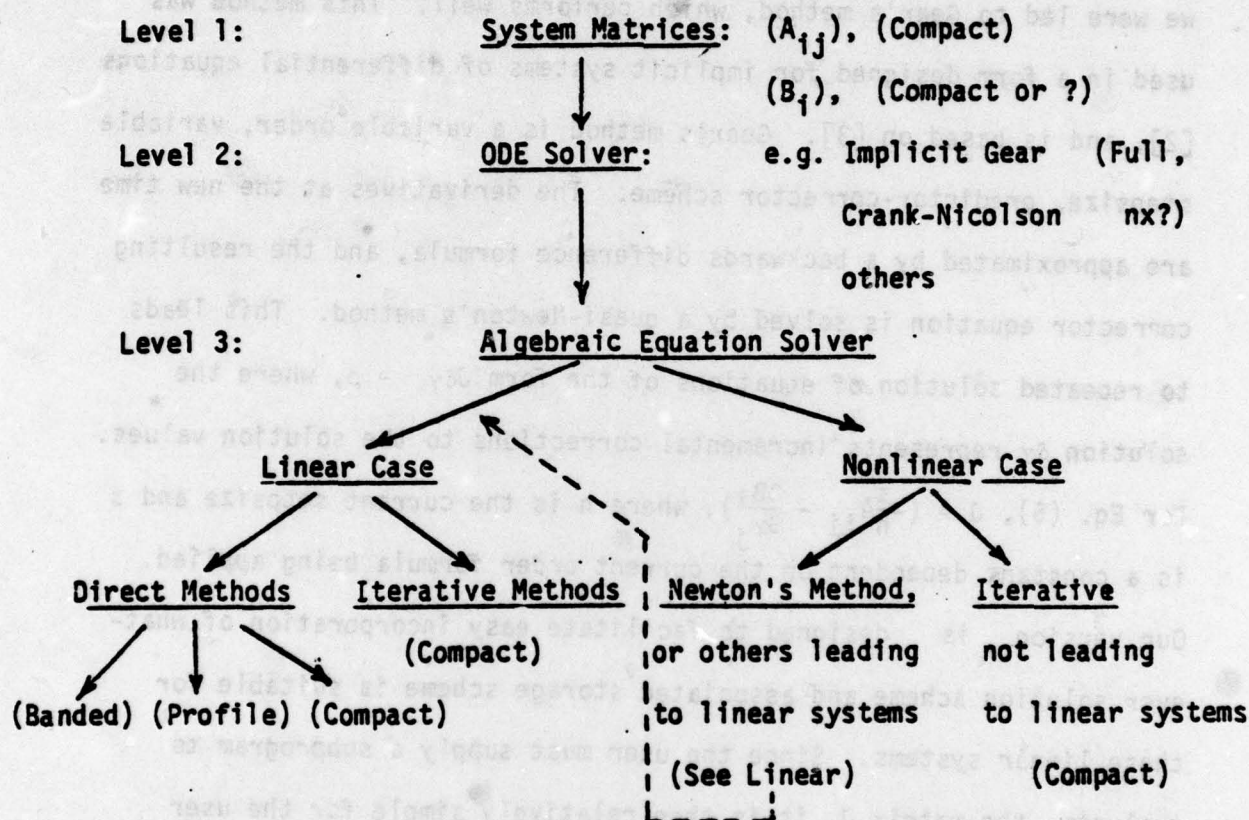 Level 1: System Matrices: (A_ij), (Compact)
(B_i), (Compact or ?)
Level 2: ODE Solver: e.g. Implicit Gear (Full,
Crank-Nicolson nx?)
others
Level 3: Algebraic Equation Solver
Linear Case Nonlinear Case
Direct Methods Iterative Methods Newton's Method, Iterative
(Compact) or others leading not leading
(Banded) (Profile) (Compact) to linear systems to linear systems
(See Linear) (Compact)